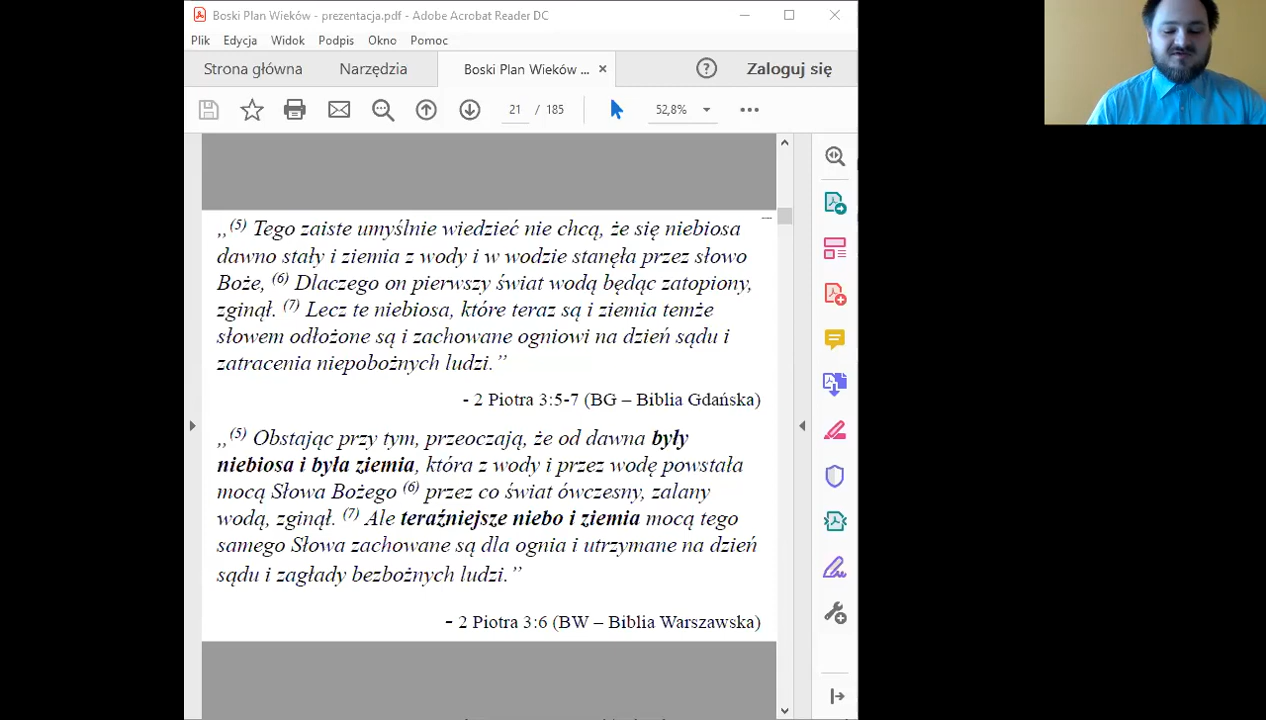 Boski Plan Wieków - prezentacja.pdf - Adobe Acrobat Reader DC
Plik Edycja Widok Podpis Okno Pomoc
Strona główna Narzędzia Boski Plan Wieków ... × Zaloguj się
21 / 185 52,8%
„(5) Tego zaiste umyślnie wiedzieć nie chcą, że się niebiosa
dawno stały i ziemia z wody i w wodzie stanęła przez słowo
Boże, (6) Dlaczego on pierwszy świat wodą będąc zatopiony,
zginął. (7) Lecz te niebiosa, które teraz są i ziemia temże
słowem odłożone są i zachowane ogniowi na dzień sądu i
zatracenia niepobożnych ludzi.”
- 2 Piotra 3:5-7 (BG – Biblia Gdańska)
„(5) Obstając przy tym, przeoczają, że od dawna były
niebiosa i była ziemia, która z wody i przez wodę powstała
mocą Słowa Bożego (6) przez co świat ówczesny, zalany
wodą, zginął. (7) Ale teraźniejsze niebo i ziemia mocą tego
samego Słowa zachowane są dla ognia i utrzymane na dzień
sądu i zagłady bezbożnych ludzi.”
- 2 Piotra 3:6 (BW – Biblia Warszawska)